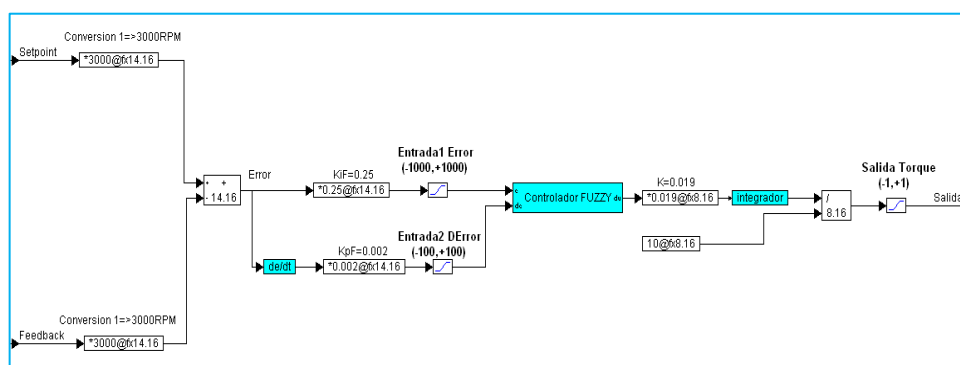 Conversion 1=>3000RPM
Setpoint
*3000@fx14.16
+
+
-
14.16
Error
KiF=0.25
*0.25@fx14.16
Entrada1 Error
(-1000,+1000)
de/dt
KpF=0.002
*0.002@fx14.16
Entrada2 DError
(-100,+100)
Controlador FUZZY
du
K=0.019
*0.019@fx8.16
integrador
10@fx8.16
/
8.16
Salida Torque
(-1,+1)
Salida
Conversion 1=>3000RPM
Feedback
*3000@fx14.16